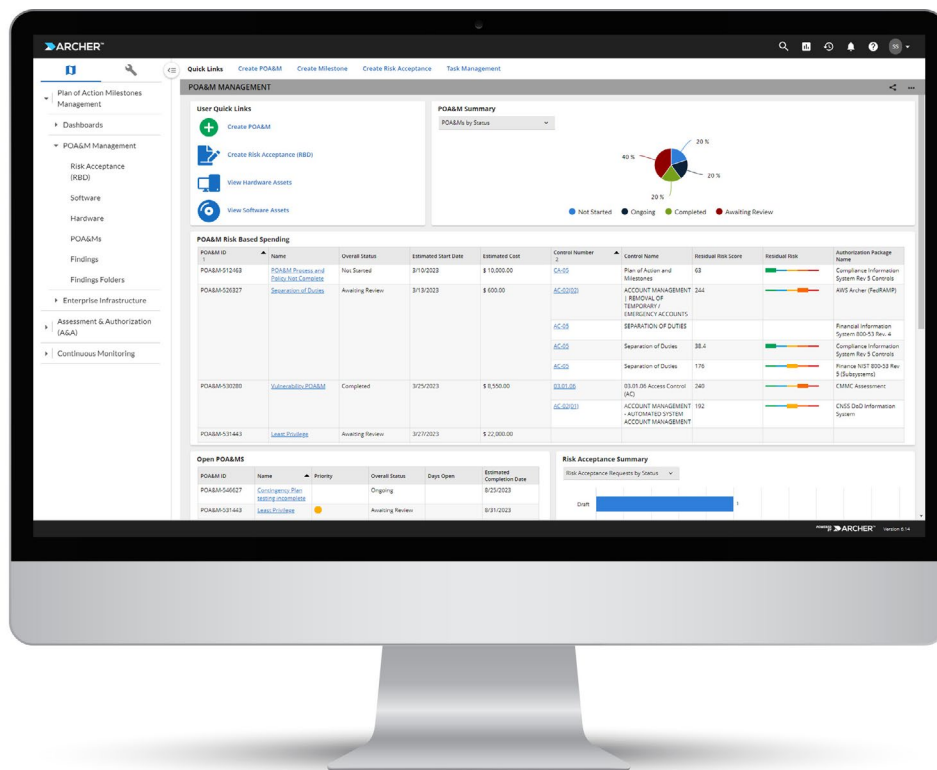 ARCHER™
SS
Quick Links Create POA&M Create Milestone Create Risk Acceptance Task Management
Plan of Action Milestones
Management
Dashboards
POA&M Management
Risk Acceptance
(RBD)
Software
Hardware
POA&Ms
Findings
Findings Folders
Enterprise Infrastructure
Assessment & Authorization
(A&A)
Continuous Monitoring
POA&M MANAGEMENT
User Quick Links
Create POA&M
Create Risk Acceptance (RBD)
View Hardware Assets
View Software Assets
POA&M Summary
POA&Ms by Status
20 %
40 %
20 %
20 %
Not Started Ongoing Completed Awaiting Review
POA&M Risk Based Spending
POA&M ID Name Overall Status Estimated Start Date Estimated Cost Control Number Control Name Residual Risk Score Residual Risk Authorization Package
1 2 Name
POA&M-512463 POA&M Process and Not Started 3/10/2023 $ 10,000.00 CA-05 Plan of Action and 63 Compliance Information
Policy Not Complete Milestones System Rev 5 Controls
POA&M-526327 Separation of Duties Awaiting Review 3/13/2023 $ 600.00 AC-02(02) ACCOUNT MANAGEMENT 244 AWS Archer (FedRAMP)
| REMOVAL OF
TEMPORARY /
EMERGENCY ACCOUNTS
AC-05 SEPARATION OF DUTIES Financial Information
System 800-53 Rev. 4
AC-05 Separation of Duties 38.4 Compliance Information
System Rev 5 Controls
AC-05 Separation of Duties 176 Finance NIST 800-53 Rev
5 (Subsystems)
POA&M-530280 Vulnerability POA&M Completed 3/25/2023 $ 8,550.00 03.01.06 03.01.06 Access Control 240 CMMC Assessment
(AC)
AC-02(01) ACCOUNT MANAGEMENT 192 CNSS DoD Information
- AUTOMATED SYSTEM System
ACCOUNT MANAGEMENT
POA&M-531443 Least Privilege Awaiting Review 3/27/2023 $ 22,000.00
Open POA&MS
POA&M ID Name Priority Overall Status Days Open Estimated
Completion Date
POA&M-546627 Contingency Plan Ongoing 8/25/2023
testing incomplete
POA&M-531443 Least Privilege Awaiting Review 8/31/2023
Risk Acceptance Summary
Risk Acceptance Requests by Status
Draft 1
ARCHER™ Version 6.14